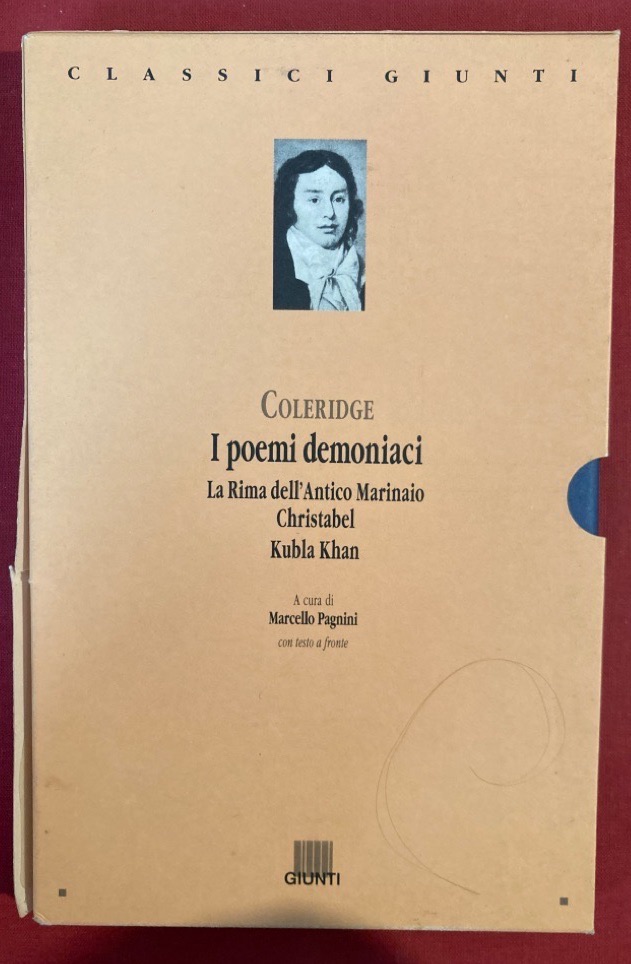 CLASSICI GIUNTI
COLERIDGE
I poemi demoniaci
La Rima dell'Antico Marinaio
Christabel
Kubla Khan
A cura di
Marcello Pagnini
con testo a fronte
GIUNTI